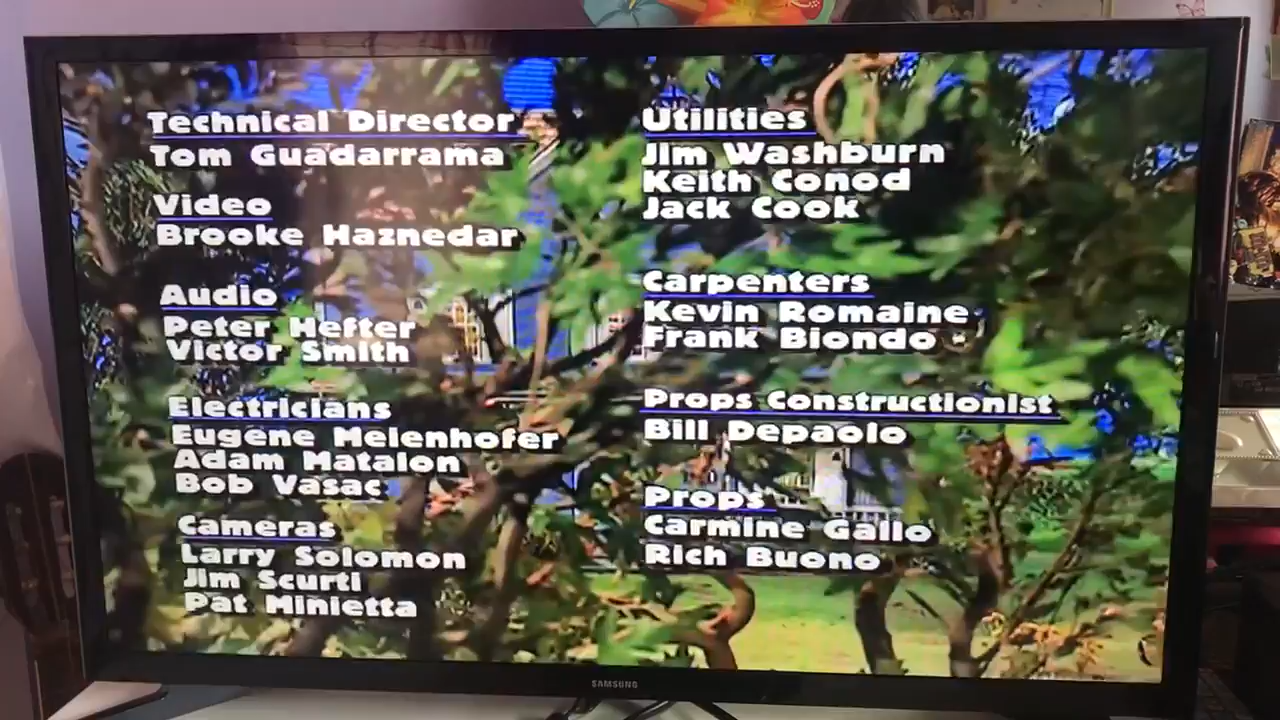 Technical Director
Tom Guadarrama
Video
Brooke Haznedar
Audio
Peter Hefter
Victor Smith
Electricians
Eugene Meienhofer
Adam Matalon
Bob Vasac
Cameras
Larry Solomon
Jim Scurti
Pat Minietta
Utilities
Jim Washburn
Keith Conod
Jack Cook
Carpenters
Kevin Romaine
Frank Biondo
Props Constructionist
Bill Depaolo
Props
Carmine Gallo
Rich Buono
SAMSUNG